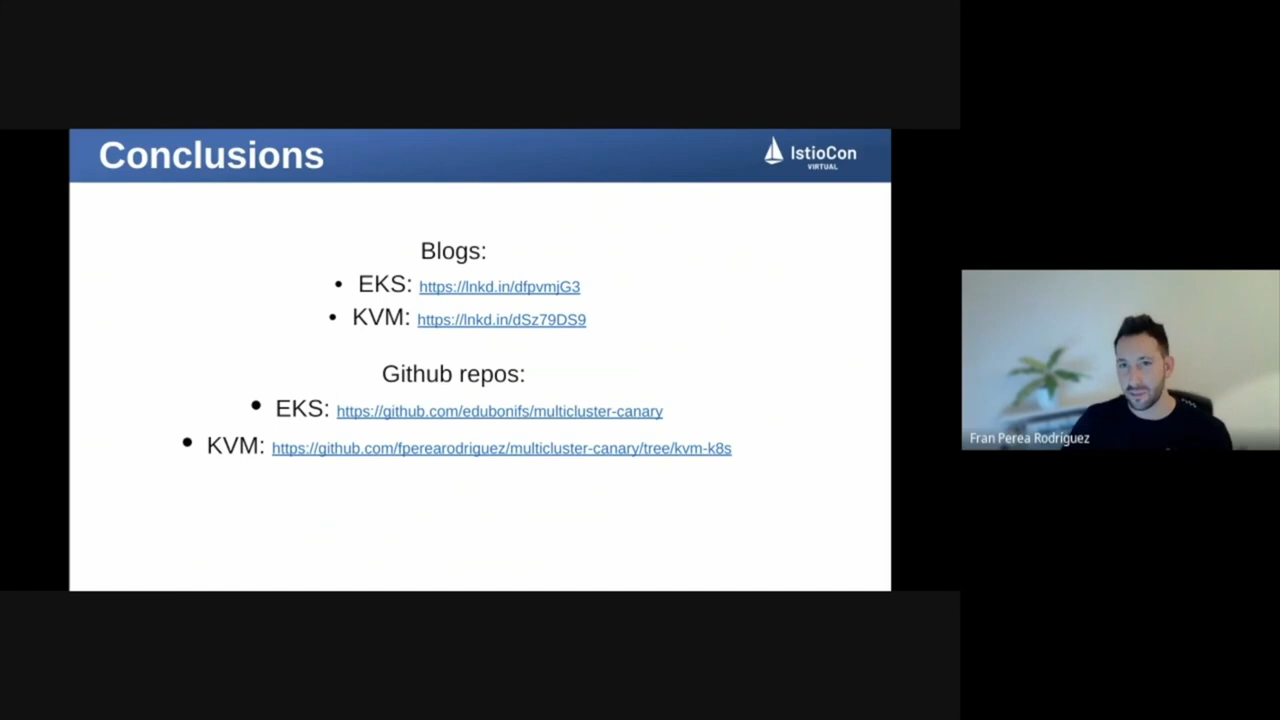 Conclusions
IstioCon
VIRTUAL
Blogs:
• EKS: https://lnkd.in/dfpvmjG3
• KVM: https://lnkd.in/dSz79DS9
Github repos:
• EKS: https://github.com/edubonifs/multicluster-canary
• KVM: https://github.com/fperearodriguez/multicluster-canary/tree/kvm-k8s
Fran Perea Rodríguez